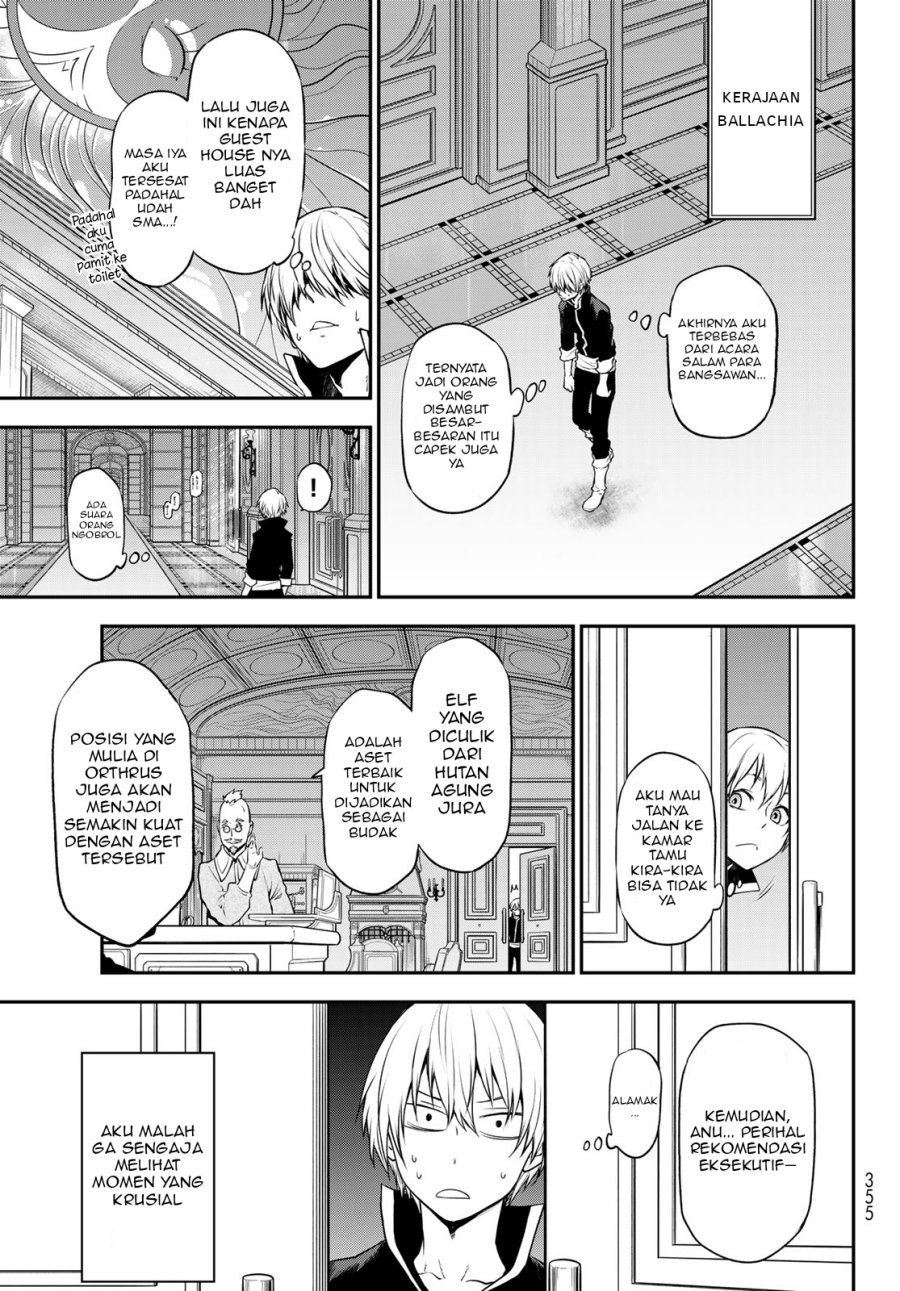 KERAJAAN
BALLACHIA
AKHIRNYA AKU
TERBEBAS
DARI ACARA
SALAM PARA
BANGSAWAN...
TERNYATA
JADI ORANG
YANG
DISAMBUT
BESAR-
BESARAN ITU
CAPEK JUGA
YA
LALU JUGA
INI KENAPA
GUEST
HOUSE NYA
LUAS
BANGET
DAH
MASA IYA
AKU
TERSESAT
PADAHAL
UDAH
SMA...!
Padahal
aku
cuma
Pamit ke
toilet
!
ADA
SUARA
ORANG
NGOBROL
AKU MAU
TANYA
JALAN KE
KAMAR
TAMU
KIRA-KIRA
BISA TIDAK
YA
ELF
YANG
DICULIK
DARI
HUTAN
AGUNG
JURA
ADALAH
ASET
TERBAIK
UNTUK
DIJADIKAN
SEBAGAI
BUDAK
POSISI YANG
MULIA DI
ORTHRUS
JUGA AKAN
MENJADI
SEMAKIN KUAT
DENGAN ASET
TERSEBUT
KEMUDIAN,
ANU... PERIHAL
REKOMENDASI
EKSEKUTIF—
ALAMAK
...
AKU MALAH
GA SENGAJA
MELIHAT
MOMEN YANG
KRUSIAL
355